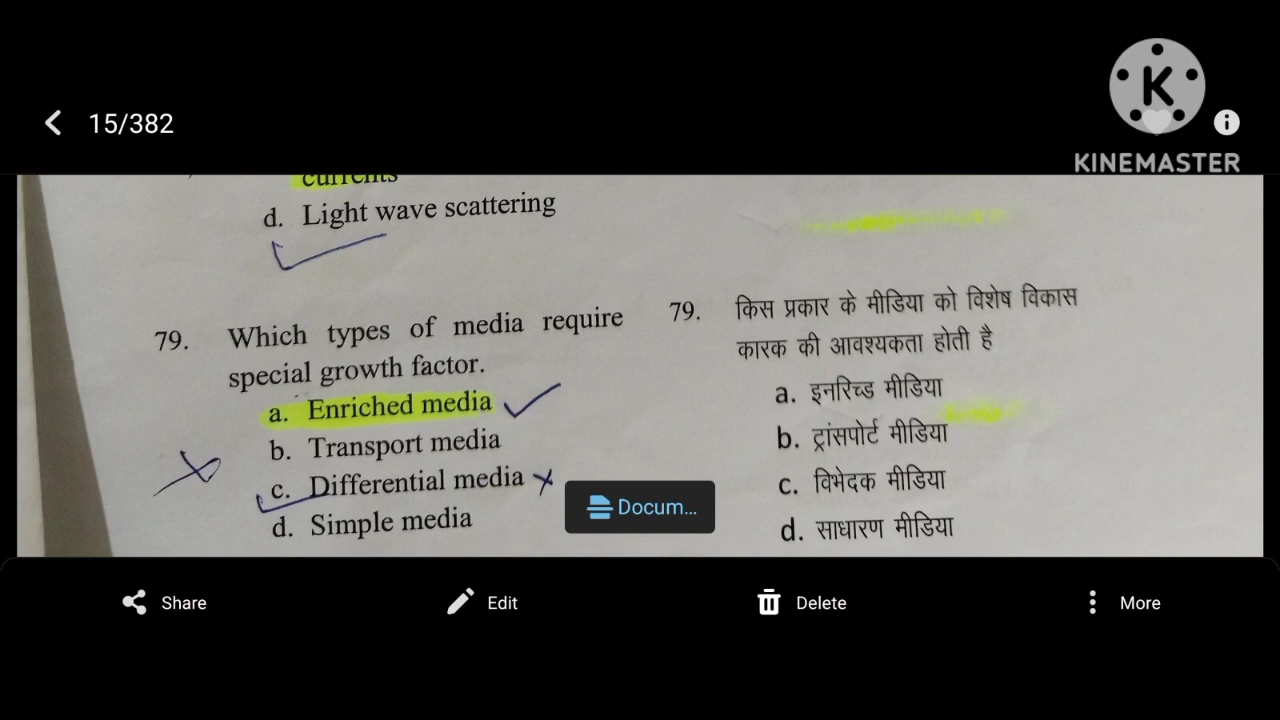 15/382
KINEMASTER
currents
d. Light wave scattering
79. Which types of media require
special growth factor.
a. Enriched media
b. Transport media
c. Differential media
d. Simple media
79. किस प्रकार के मीडिया को विशेष विकास
कारक की आवश्यकता होती है
a. इनरिच्ड मीडिया
b. ट्रांसपोर्ट मीडिया
c. विभेदक मीडिया
d. साधारण मीडिया
Docum...
Share
Edit
Delete
More